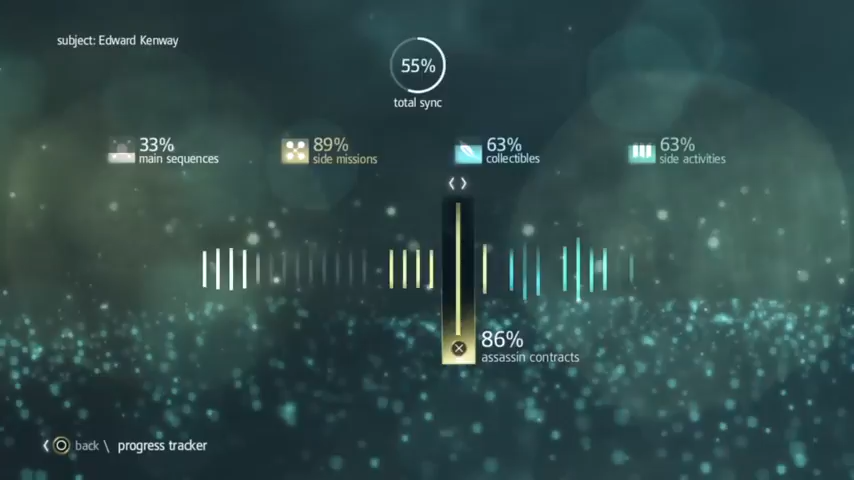 subject: Edward Kenway
55%
total sync
33%
main sequences
89%
side missions
63%
collectibles
63%
side activities
86%
assassin contracts
back \ progress tracker